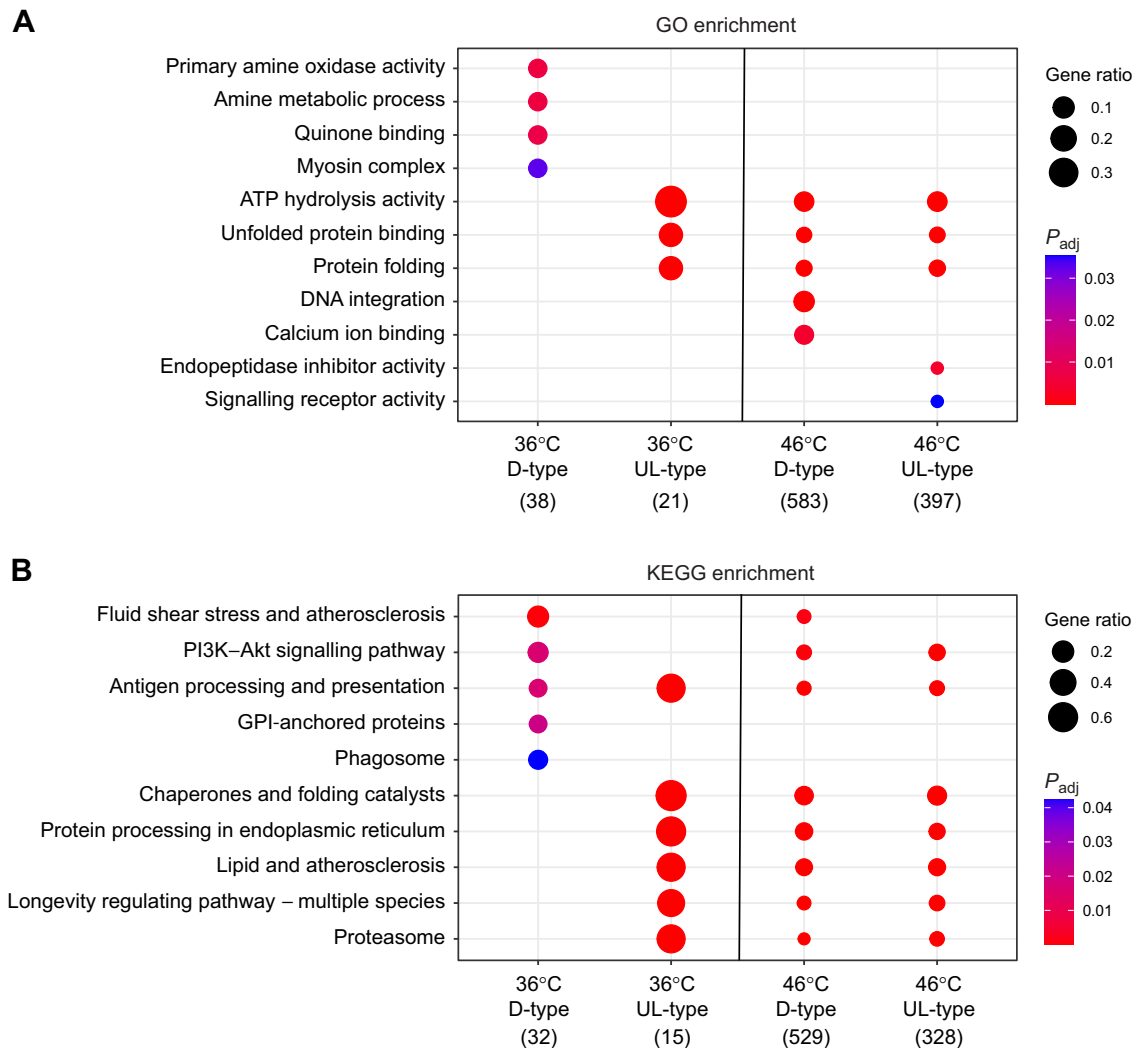 A
GO enrichment
Primary amine oxidase activity
Amine metabolic process
Quinone binding
Myosin complex
ATP hydrolysis activity
Unfolded protein binding
Protein folding
DNA integration
Calcium ion binding
Endopeptidase inhibitor activity
Signalling receptor activity
36°C 36°C 46°C 46°C
D-type UL-type D-type UL-type
(38) (21) (583) (397)
Gene ratio
0.1
0.2
0.3
Padj
0.03
0.02
0.01
B
KEGG enrichment
Fluid shear stress and atherosclerosis
PI3K–Akt signalling pathway
Antigen processing and presentation
GPI-anchored proteins
Phagosome
Chaperones and folding catalysts
Protein processing in endoplasmic reticulum
Lipid and atherosclerosis
Longevity regulating pathway – multiple species
Proteasome
36°C 36°C 46°C 46°C
D-type UL-type D-type UL-type
(32) (15) (529) (328)
Gene ratio
0.2
0.4
0.6
Padj
0.04
0.03
0.02
0.01